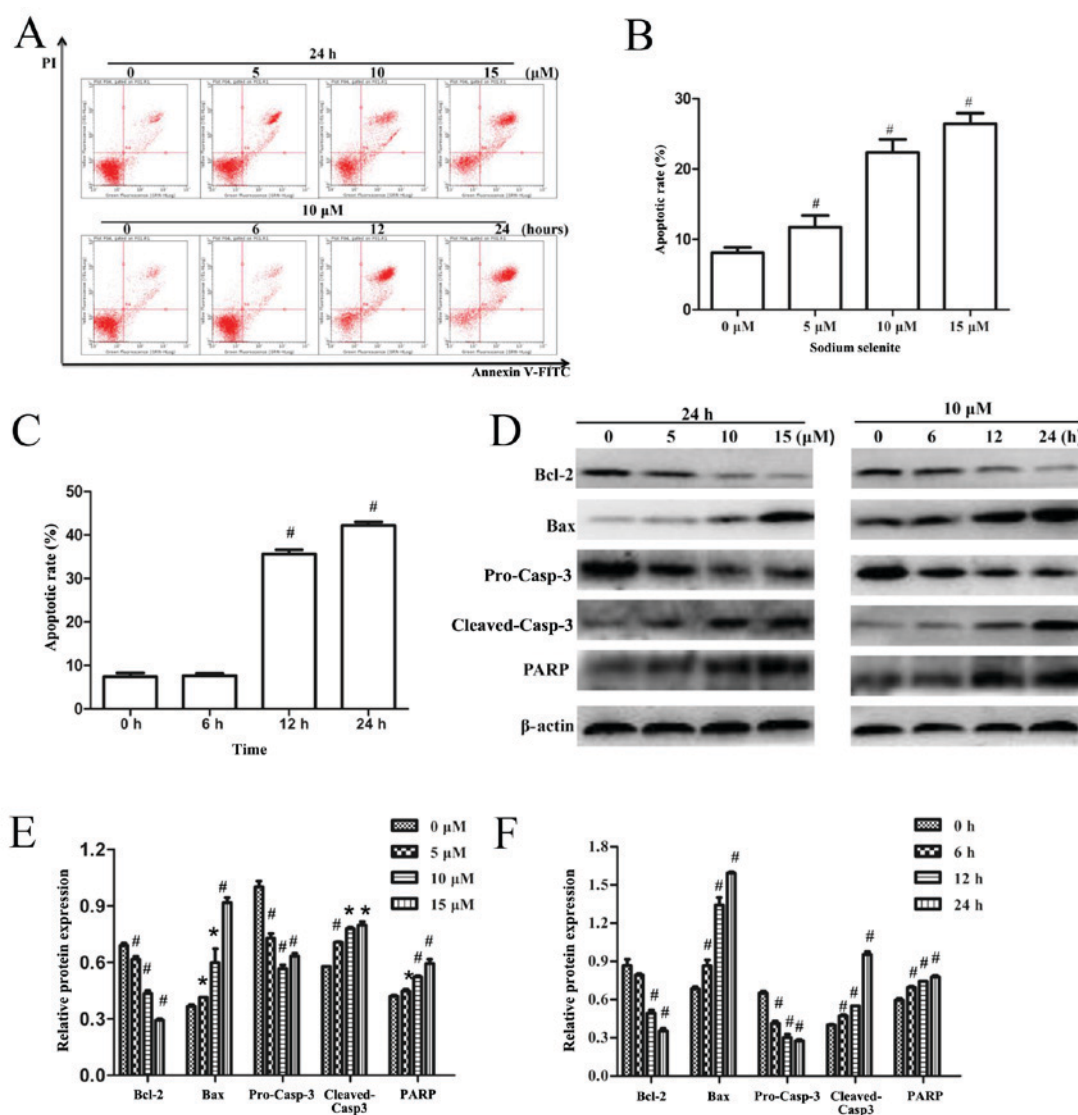 A
PI
24 h
0 5 10 15 (μM)
10 μM
0 6 12 24 (hours)
Annexin V-FITC
B
Apoptotic rate (%)
30
20
10
0
0 μM 5 μM 10 μM 15 μM
Sodium selenite
# # #
C
Apoptotic rate (%)
50
40
30
20
10
0
0 h 6 h 12 h 24 h
Time
# #
D
24 h 10 μM
0 5 10 15 (μM) 0 6 12 24 (h)
Bcl-2
Bax
Pro-Casp-3
Cleaved-Casp-3
PARP
β-actin
E
0 μM
5 μM
10 μM
15 μM
Relative protein expression
1.2
0.9
0.6
0.3
0.0
# # # * * # # # # # * * * # #
Bcl-2 Bax Pro-Casp-3 Cleaved- PARP
Casp3
F
0 h
6 h
12 h
24 h
Relative protein expression
1.8
1.5
1.2
0.9
0.6
0.3
0.0
# # # # # # # # # # # # # #
Bcl-2 Bax Pro-Casp-3 Cleaved- PARP
Casp3